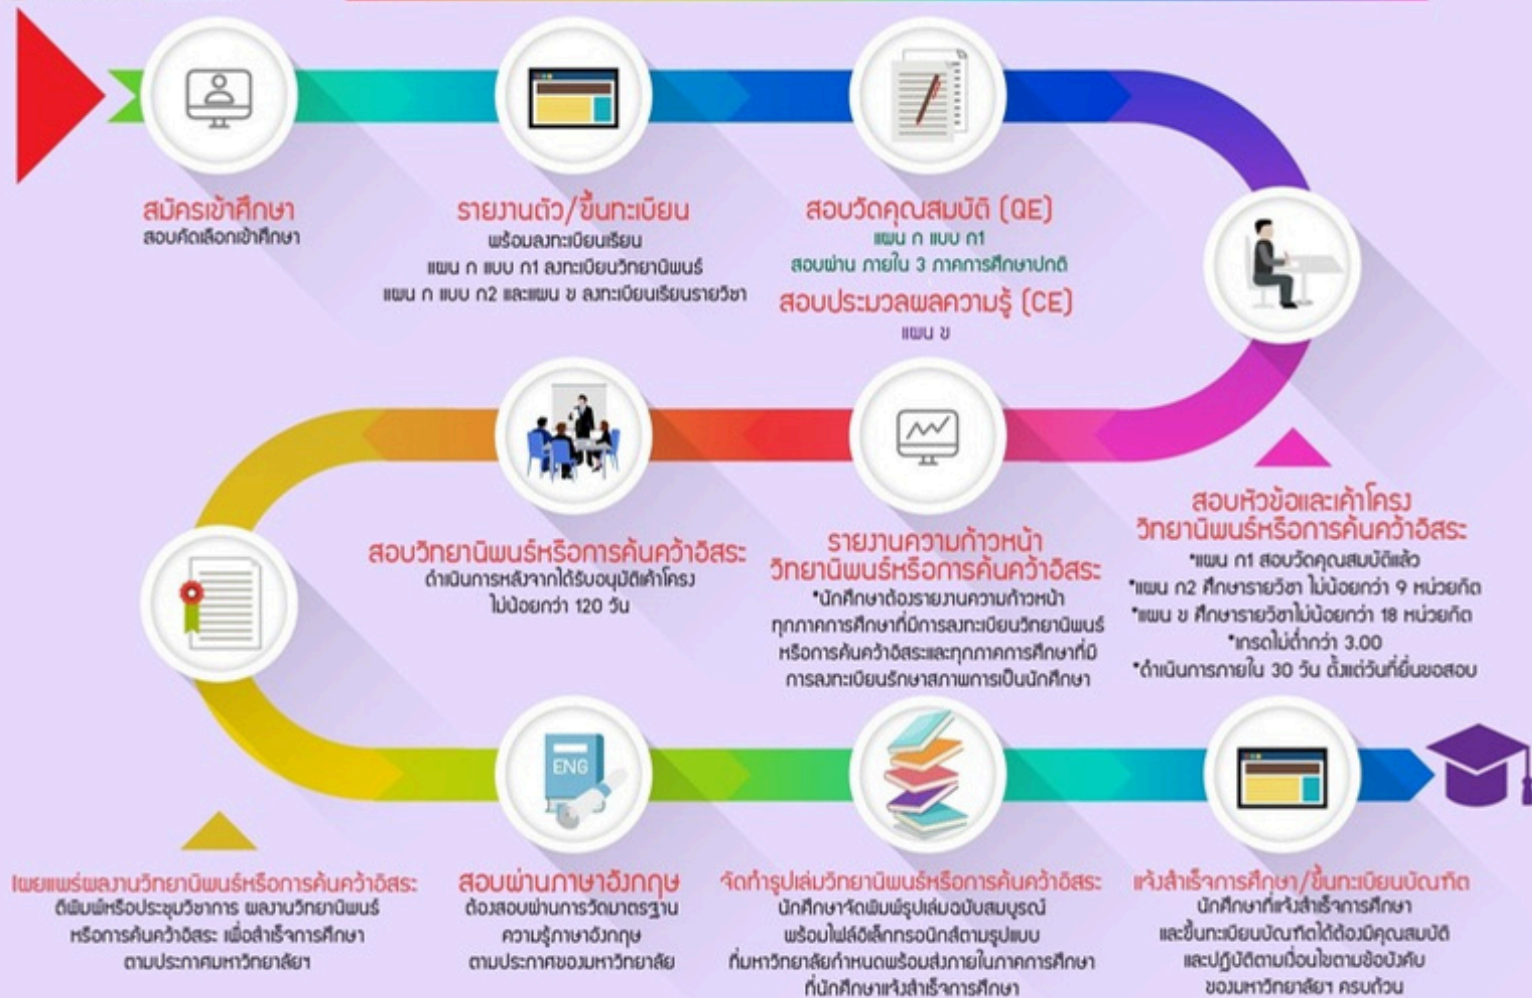 สมัครเข้าศึกษา
สอบคัดเลือกเข้าศึกษา
รายงานตัว/ขึ้นทะเบียน
พร้อมลงทะเบียนเรียน
แผน ก แบบ ก1 ลงทะเบียนวิทยานิพนธ์
แผน ก แบบ ก2 และแผน ข ลงทะเบียนเรียนรายวิชา
สอบวัดคุณสมบัติ (QE)
แผน ก แบบ ก1
สอบผ่าน ภายใน 3 ภาคการศึกษาปกติ
สอบประมวลผลความรู้ (CE)
แผน ข
สอบหัวข้อและเค้าโครง
วิทยานิพนธ์หรือการค้นคว้าอิสระ
*แผน ก1 สอบวัดคุณสมบัติแล้ว
*แผน ก2 ศึกษารายวิชา ไม่น้อยกว่า 9 หน่วยกิต
*แผน ข ศึกษารายวิชาไม่น้อยกว่า 18 หน่วยกิต
*เกรดไม่ต่ำกว่า 3.00
*ดำเนินการภายใน 30 วัน ตั้งแต่วันที่ยื่นขอสอบ
รายงานความก้าวหน้า
วิทยานิพนธ์หรือการค้นคว้าอิสระ
*นักศึกษาต้องรายงานความก้าวหน้า
ทุกภาคการศึกษาที่มีการลงทะเบียนวิทยานิพนธ์
หรือการค้นคว้าอิสระและทุกภาคการศึกษาที่มี
การลงทะเบียนรักษาสภาพการเป็นนักศึกษา
สอบวิทยานิพนธ์หรือการค้นคว้าอิสระ
ดำเนินการหลังจากได้รับอนุมัติเค้าโครง
ไม่น้อยกว่า 120 วัน
เผยแพร่ผลงานวิทยานิพนธ์หรือการค้นคว้าอิสระ
ตีพิมพ์หรือประชุมวิชาการ ผลงานวิทยานิพนธ์
หรือการค้นคว้าอิสระ เพื่อสำเร็จการศึกษา
ตามประกาศมหาวิทยาลัยฯ
ENG
สอบผ่านภาษาอังกฤษ
ต้องสอบผ่านการวัดมาตรฐาน
ความรู้ภาษาอังกฤษ
ตามประกาศของมหาวิทยาลัย
จัดทำรูปเล่มวิทยานิพนธ์หรือการค้นคว้าอิสระ
นักศึกษาจัดพิมพ์รูปเล่มฉบับสมบูรณ์
พร้อมไฟล์อิเล็กทรอนิกส์ตามรูปแบบ
ที่มหาวิทยาลัยกำหนดพร้อมส่งภายในภาคการศึกษา
ที่นักศึกษาแจ้งสำเร็จการศึกษา
แจ้งสำเร็จการศึกษา/ขึ้นทะเบียนบัณฑิต
นักศึกษาที่แจ้งสำเร็จการศึกษา
และขึ้นทะเบียนบัณฑิตได้ต้องมีคุณสมบัติ
และปฏิบัติตามเงื่อนไขตามข้อบังคับ
ของมหาวิทยาลัยฯ ครบถ้วน